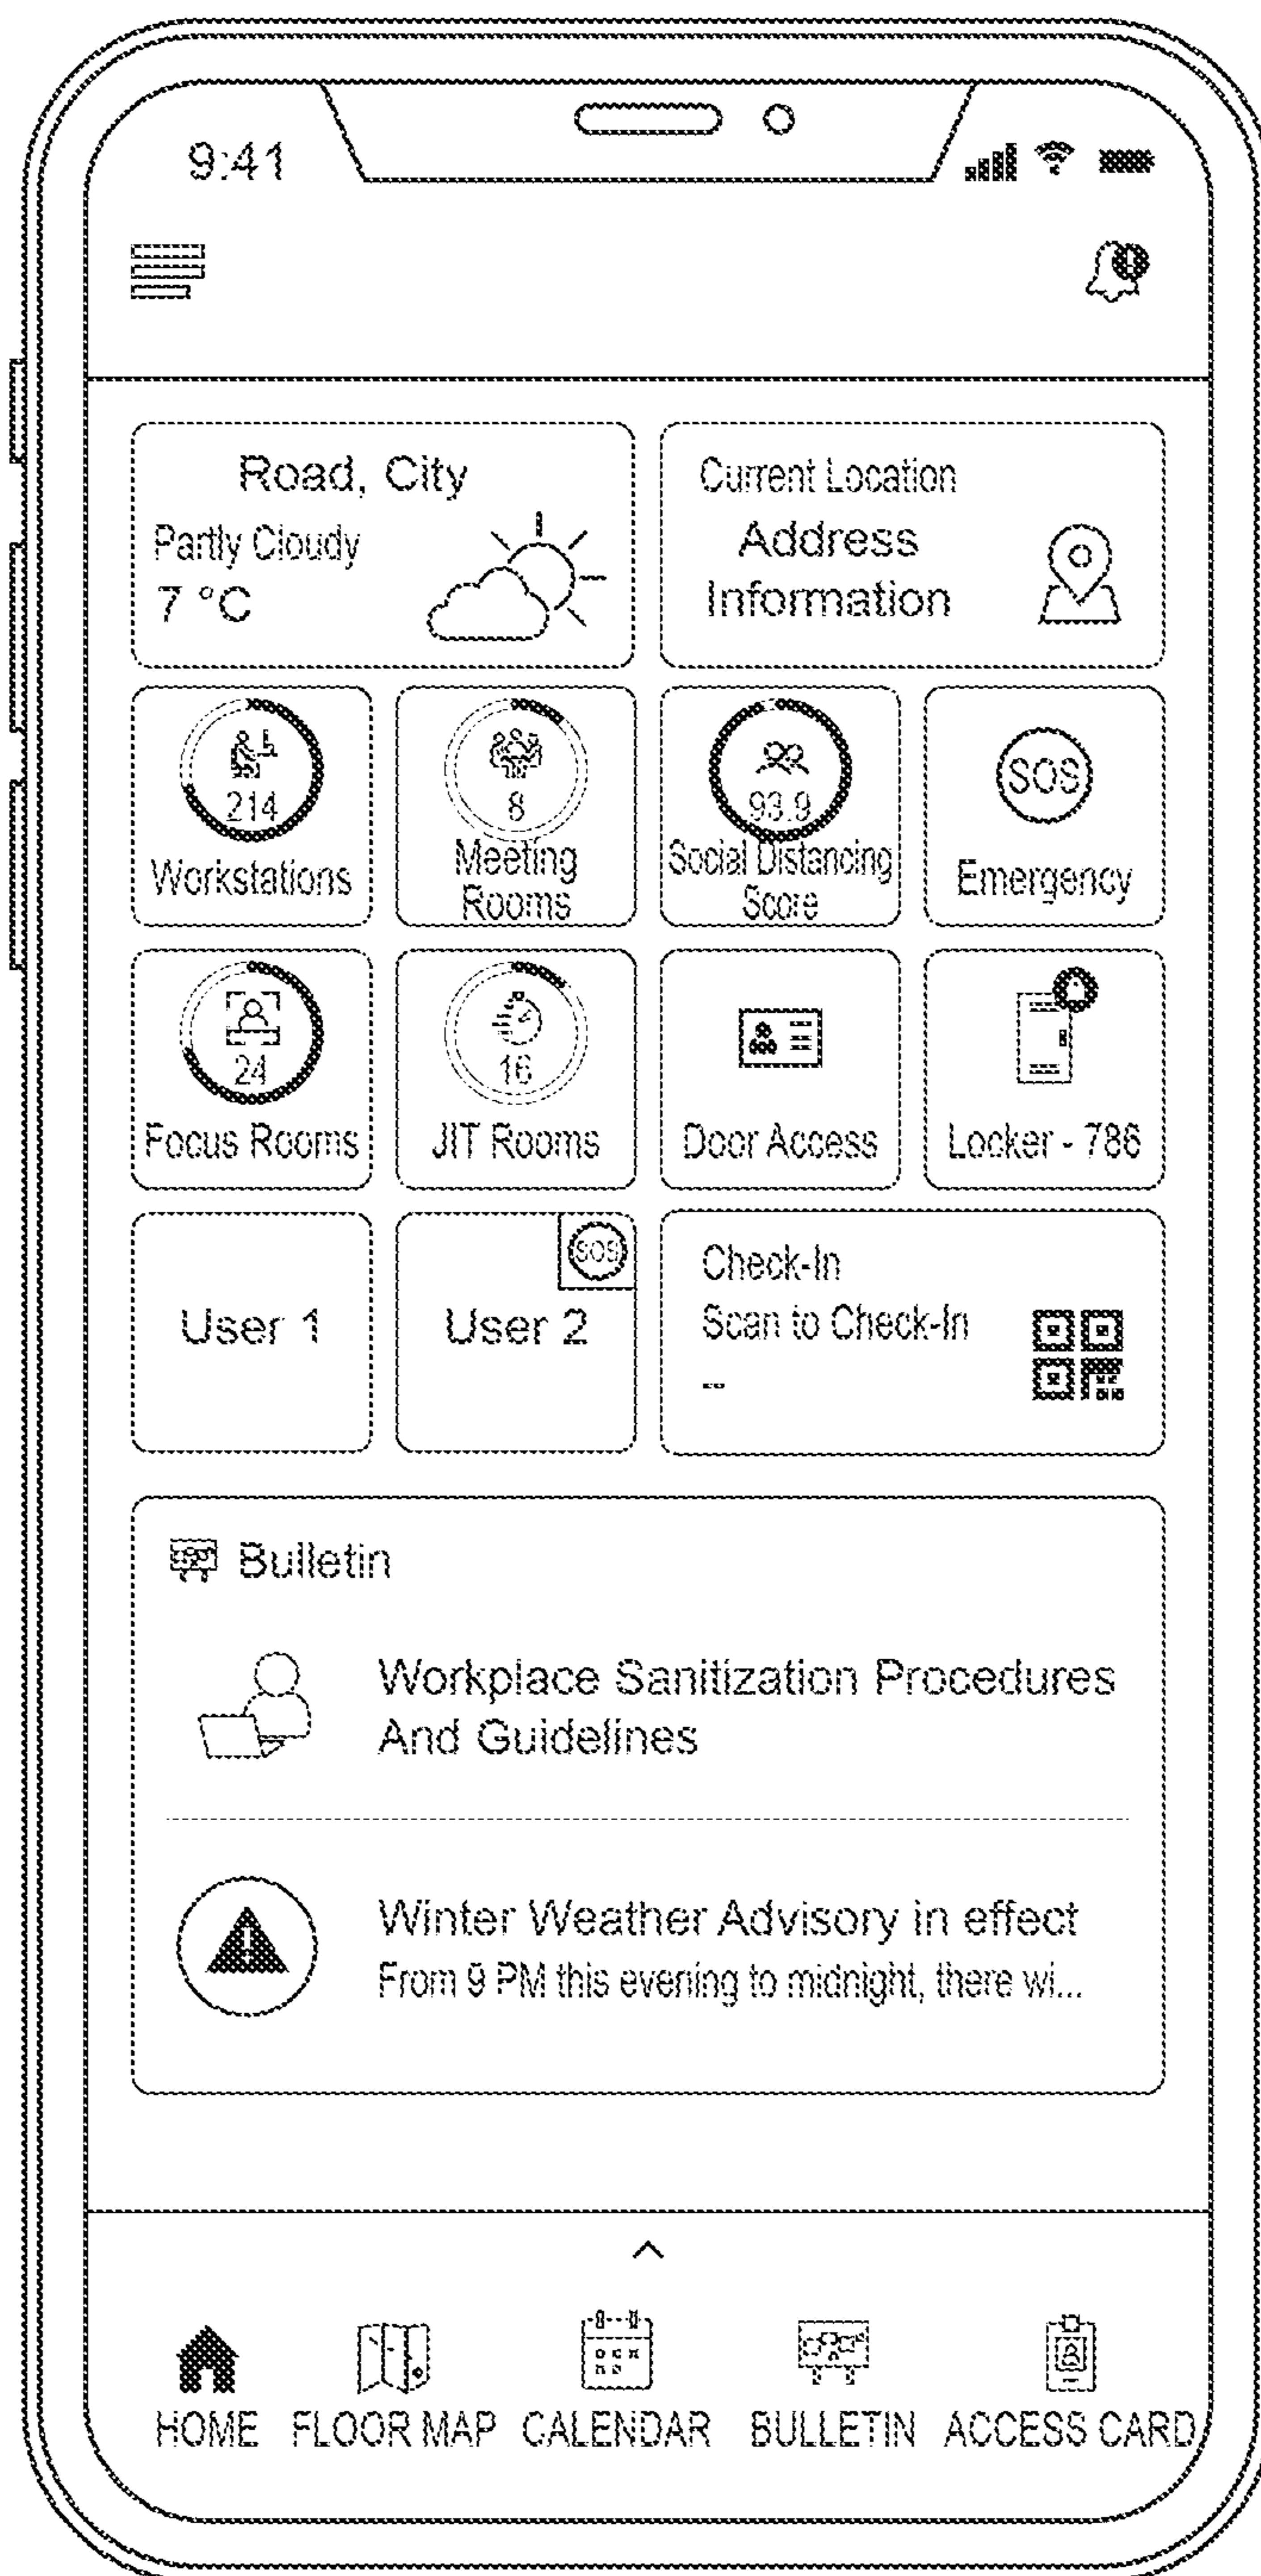 9:41
Road, City
Partly Cloudy
7 °C
Current Location
Address
Information
214
Workstations
8
Meeting
Rooms
93.9
Social Distancing
Score
SOS
Emergency
24
Focus Rooms
16
JIT Rooms
Door Access
Locker - 786
User 1
SOS
User 2
Check-In
Scan to Check-In
--
Bulletin
Workplace Sanitization Procedures
And Guidelines
Winter Weather Advisory in effect
From 9 PM this evening to midnight, there wi...
HOME
FLOOR MAP
CALENDAR
BULLETIN
ACCESS CARD